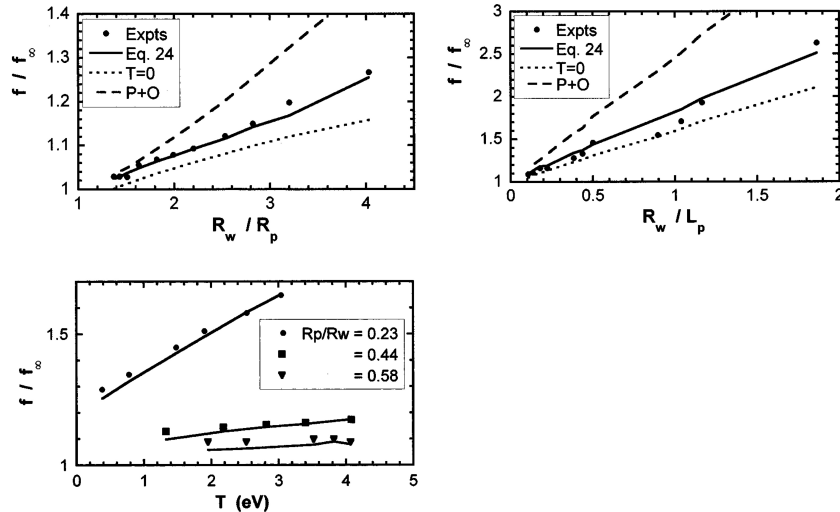 1.4
1.3
1.2
1.1
1
f / f∞
Expts
Eq. 24
T=0
P+O
1 2 3 4
R_w / R_p
3
2.5
2
1.5
1
f / f∞
Expts
Eq. 24
T=0
P+O
0 0.5 1 1.5 2
R_w / L_p
1.5
1
f / f∞
Rp/Rw = 0.23
= 0.44
= 0.58
0 1 2 3 4 5
T (eV)